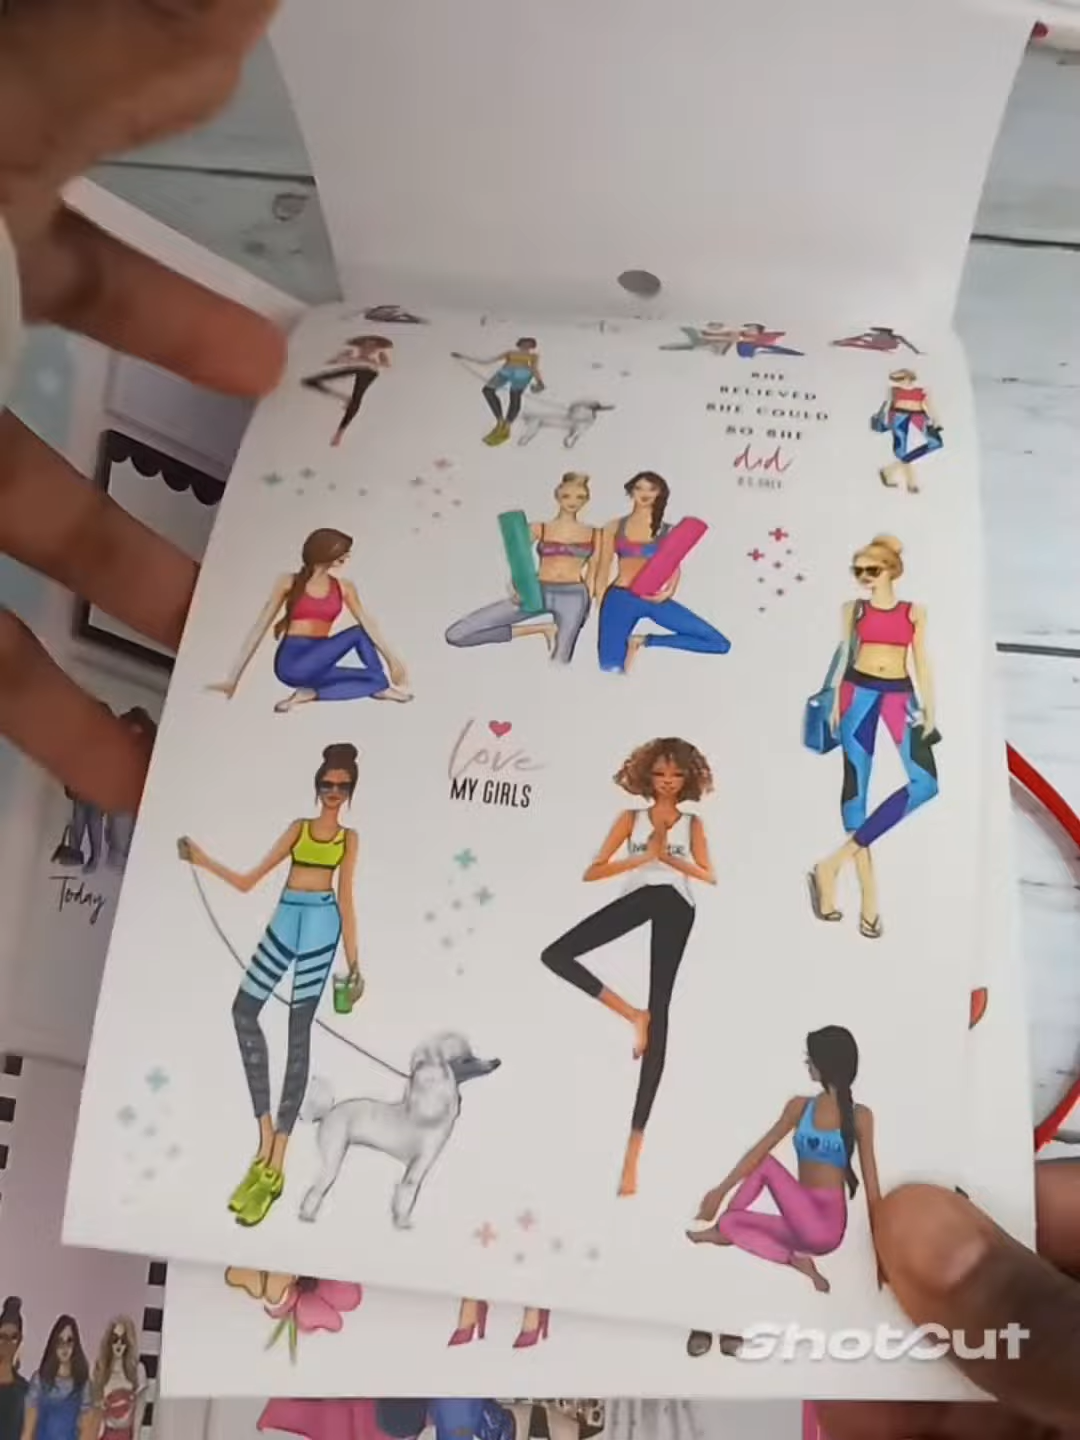 SHE
BELIEVED
SHE COULD
SO SHE
did
love
MY GIRLS
Today
ShotCut